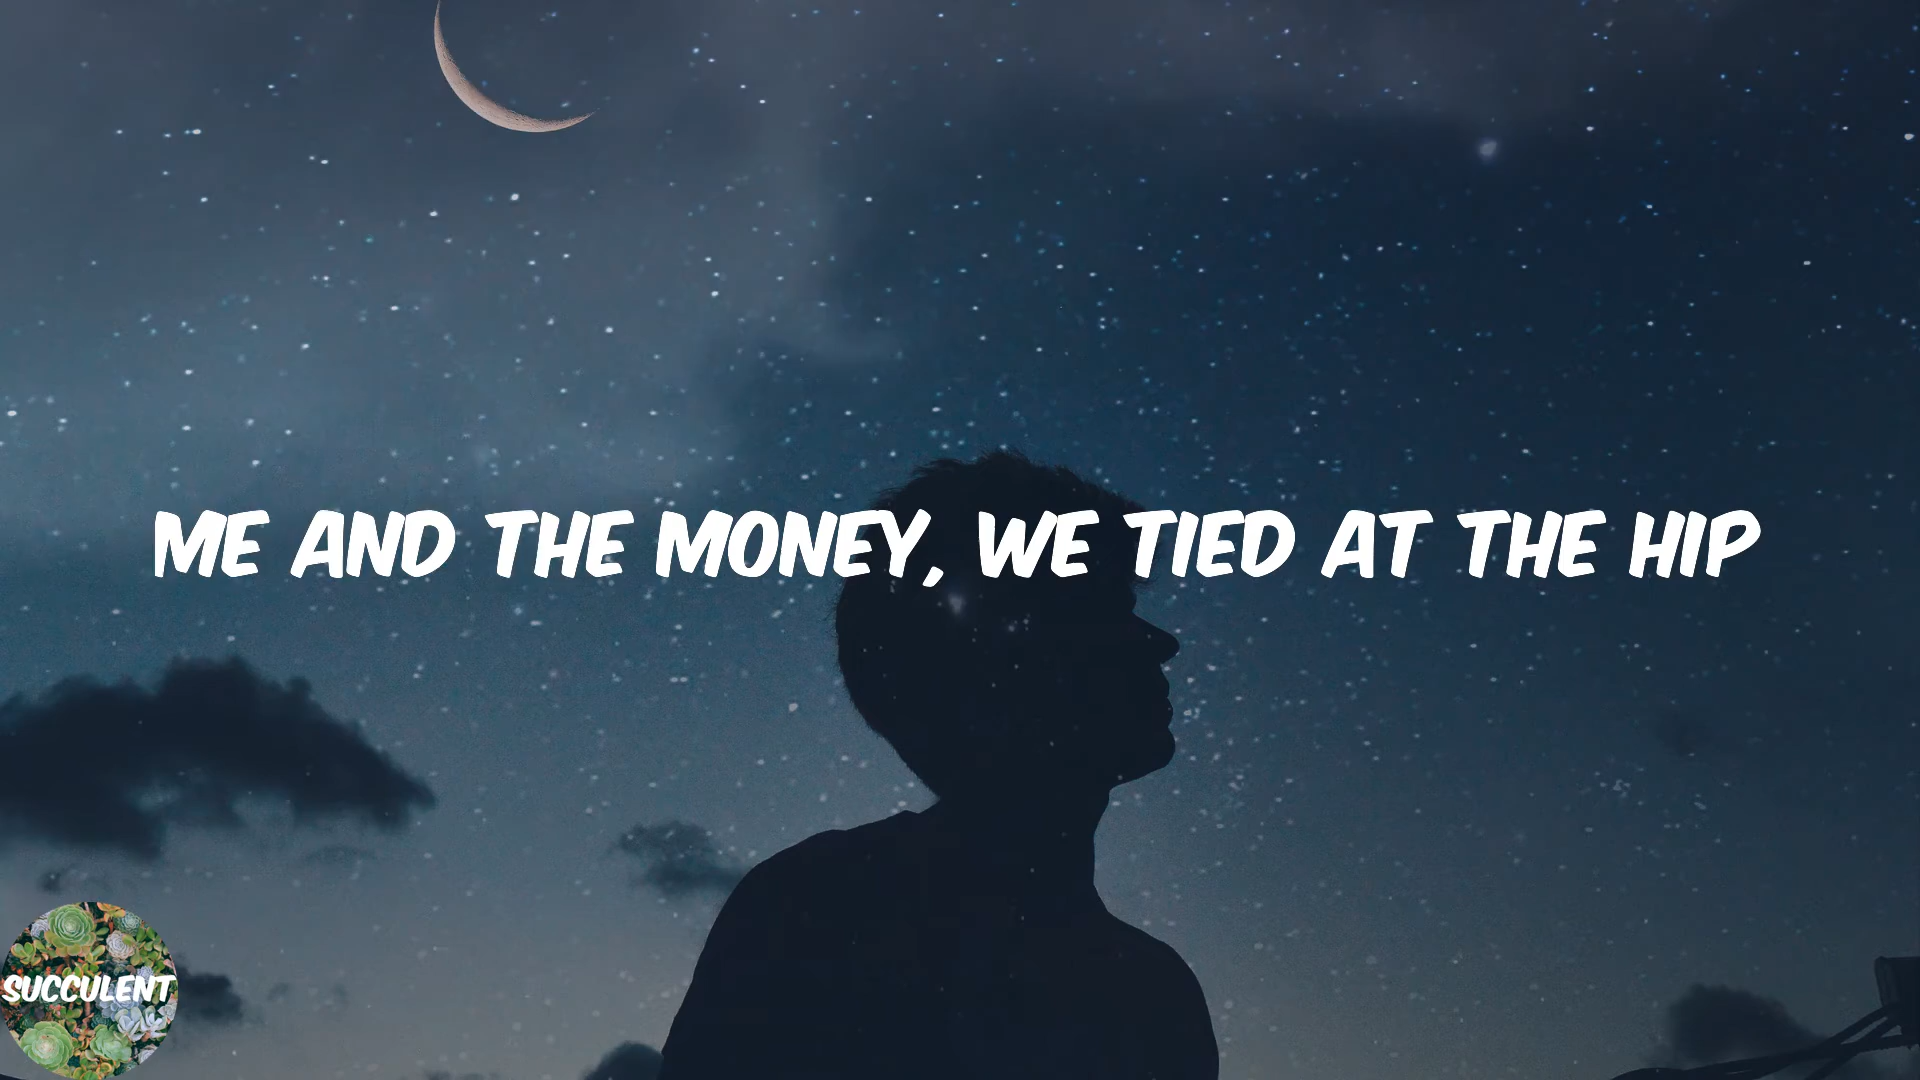 ME AND THE MONEY, WE TIED AT THE HIP
SUCCULENT